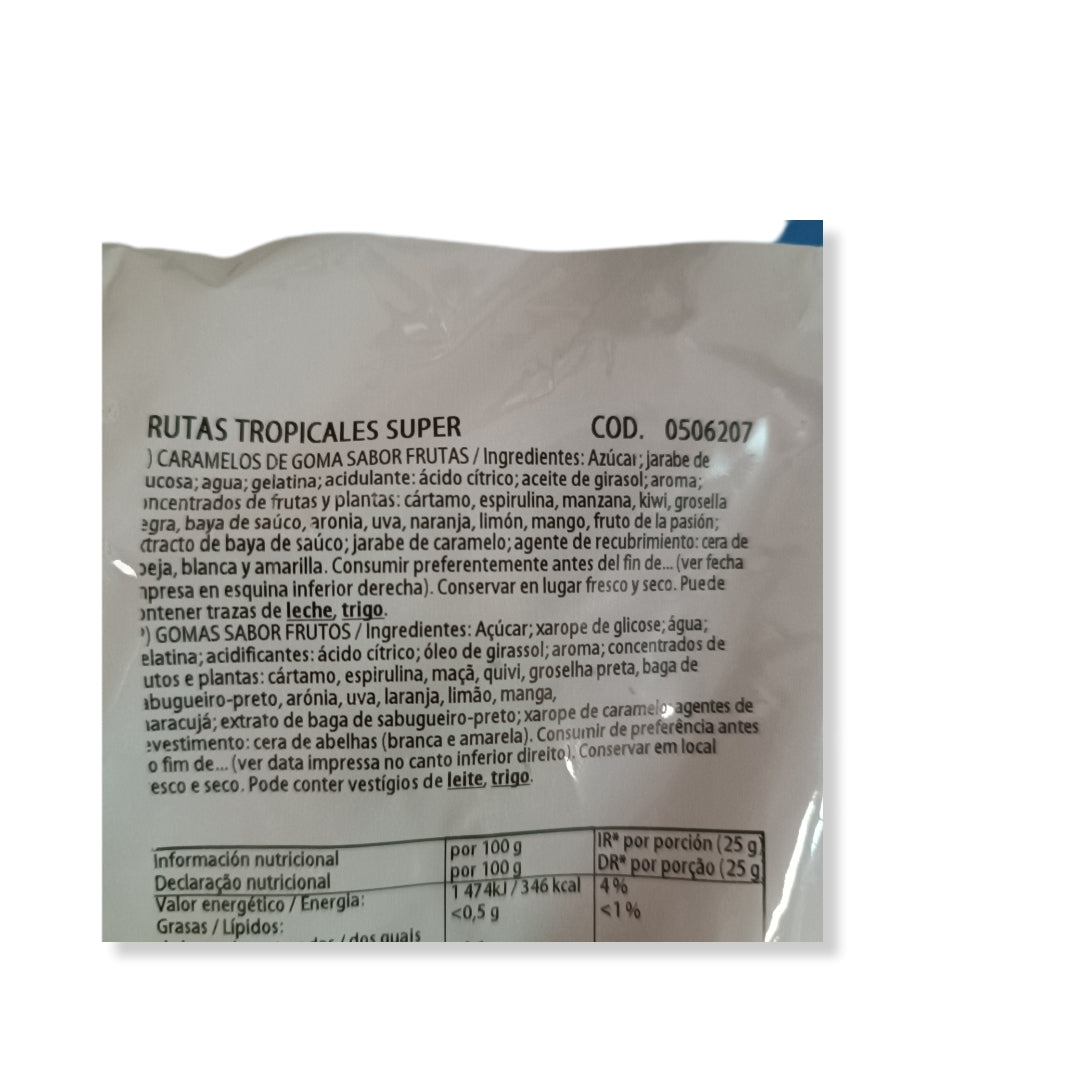 RUTAS TROPICALES SUPER COD. 0506207
) CARAMELOS DE GOMA SABOR FRUTAS / Ingredientes: Azúcar; jarabe de
ucosa; agua; gelatina; acidulante: ácido cítrico; aceite de girasol; aroma;
oncentrados de frutas y plantas: cártamo, espirulina, manzana, kiwi, grosella
egra, baya de saúco, aronia, uva, naranja, limón, mango, fruto de la pasión;
xtracto de baya de saúco; jarabe de caramelo; agente de recubrimiento: cera de
beja, blanca y amarilla. Consumir preferentemente antes del fin de... (ver fecha
mpresa en esquina inferior derecha). Conservar en lugar fresco y seco. Puede
ontener trazas de leche, trigo.
) GOMAS SABOR FRUTOS / Ingredientes: Açúcar; xarope de glicose; água;
elatina; acidificantes: ácido cítrico; óleo de girassol; aroma; concentrados de
utos e plantas: cártamo, espirulina, maçã, quivi, groselha preta, baga de
abugueiro-preto, arónia, uva, laranja, limão, manga,
aracujá; extrato de baga de sabugueiro-preto; xarope de caramelo; agentes de
evestimento: cera de abelhas (branca e amarela). Consumir de preferência antes
o fim de... (ver data impressa no canto inferior direito). Conservar em local
esco e seco. Pode conter vestígios de leite, trigo.
Información nutricional por 100 g IR* por porción (25 g)
Declaração nutricional por 100 g DR* por porção (25 g)
Valor energético / Energia: 1 474kJ / 346 kcal 4%
Grasas / Lípidos: <0,5 g <1%
/ dos quais